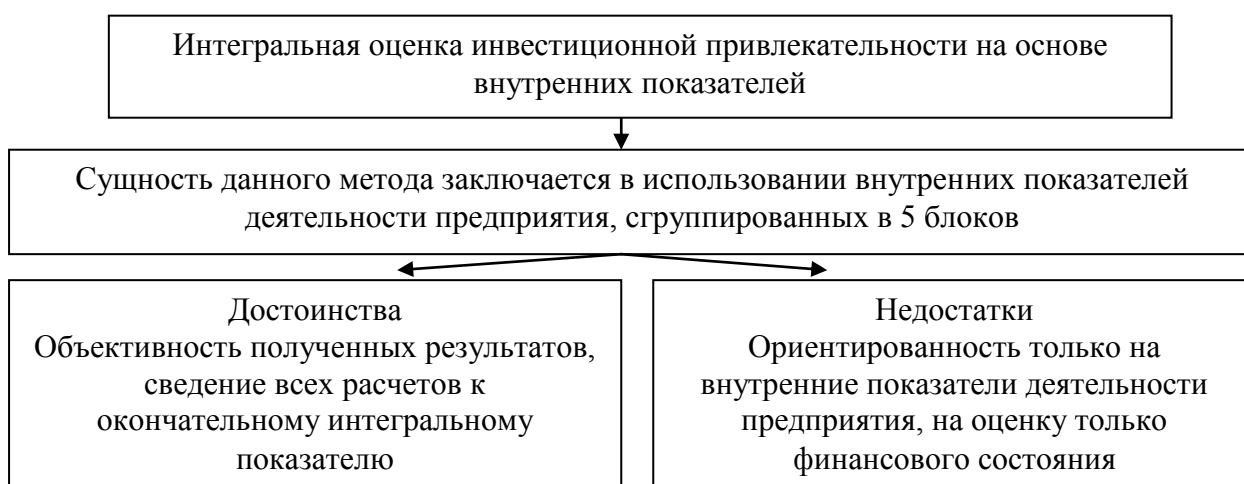 Интегральная оценка инвестиционной привлекательности на основе
внутренних показателей
Сущность данного метода заключается в использовании внутренних показателей
деятельности предприятия, сгруппированных в 5 блоков
Достоинства
Объективность полученных результатов,
сведение всех расчетов к
окончательному интегральному
показателю
Недостатки
Ориентированность только на
внутренние показатели деятельности
предприятия, на оценку только
финансового состояния